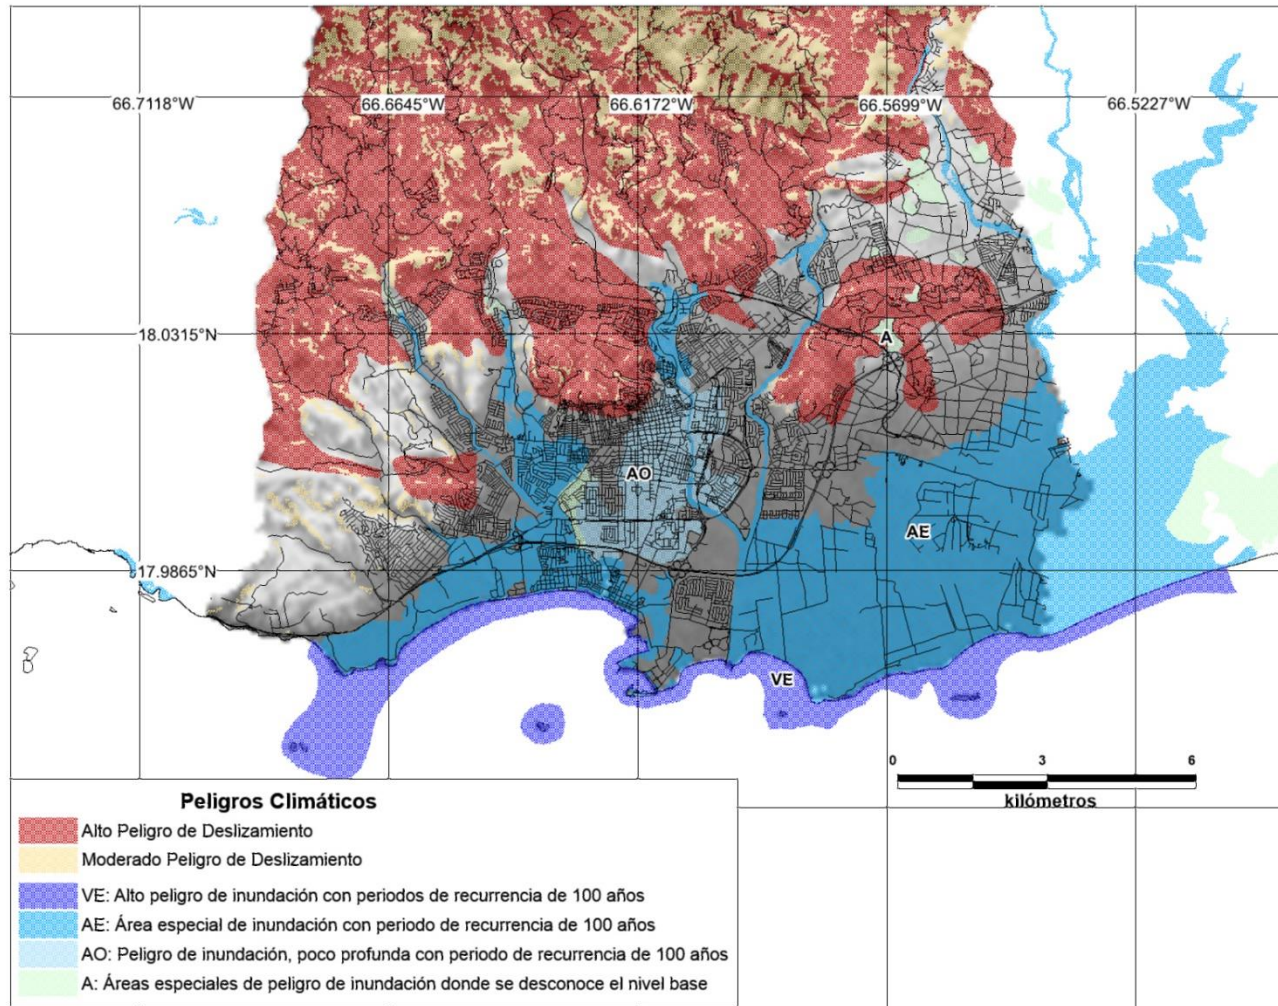 66.7118°W 66.6645°W 66.6172°W 66.5699°W 66.5227°W
18.0315°N
A
AO
AE
17.9865°N
VE
0 3 6
kilómetros
Peligros Climáticos
Alto Peligro de Deslizamiento
Moderado Peligro de Deslizamiento
VE: Alto peligro de inundación con periodos de recurrencia de 100 años
AE: Área especial de inundación con periodo de recurrencia de 100 años
AO: Peligro de inundación, poco profunda con periodo de recurrencia de 100 años
A: Áreas especiales de peligro de inundación donde se desconoce el nivel base